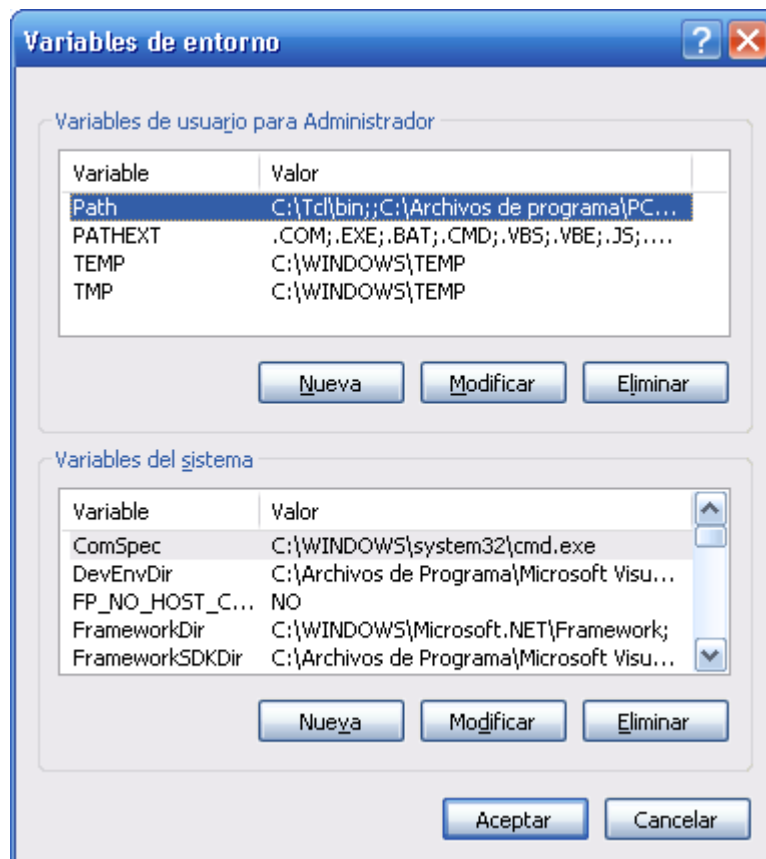 Variables de entorno
Variables de usuario para Administrador
Variable Valor
Path C:\Tcl\bin;;C:\Archivos de programa\PC...
PATHEXT .COM;.EXE;.BAT;.CMD;.VBS;.VBE;.JS;....
TEMP C:\WINDOWS\TEMP
TMP C:\WINDOWS\TEMP
Nueva Modificar Eliminar
Variables del sistema
Variable Valor
ComSpec C:\WINDOWS\system32\cmd.exe
DevEnvDir C:\Archivos de Programa\Microsoft Visu...
FP_NO_HOST_C... NO
FrameworkDir C:\WINDOWS\Microsoft.NET\Framework;
FrameworkSDKDir C:\Archivos de Programa\Microsoft Visu...
Nueva Modificar Eliminar
Aceptar Cancelar